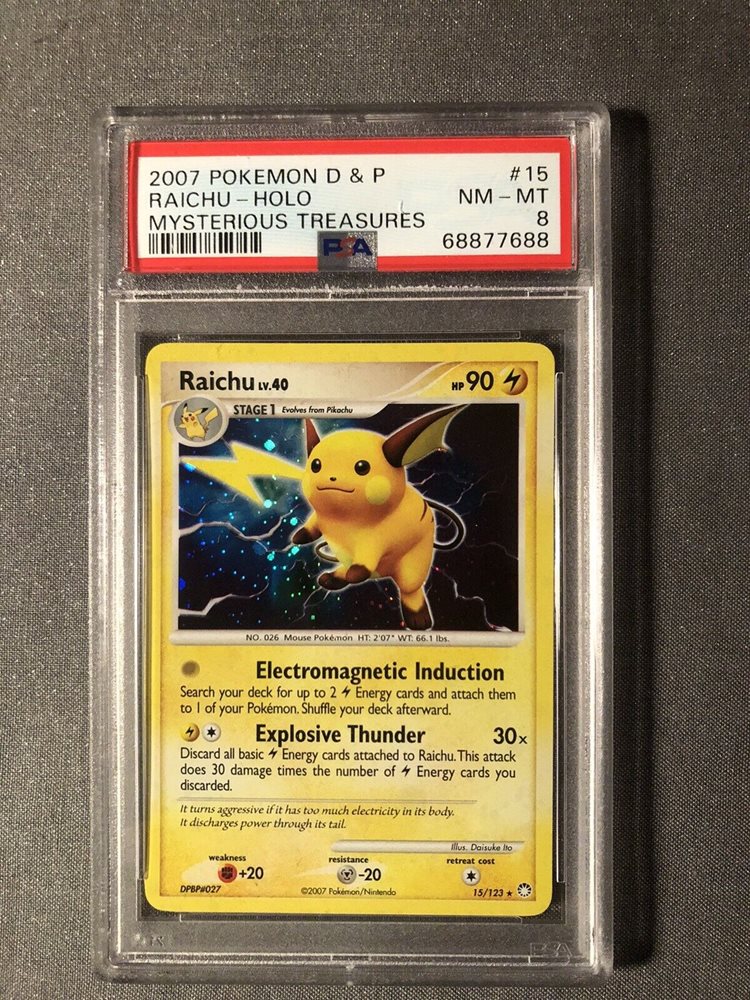 2007 POKEMON D & P #15
RAICHU - HOLO NM - MT
MYSTERIOUS TREASURES 8
PSA 68877688
Raichu LV.40 HP 90
STAGE 1 Evolves from Pikachu
NO. 026 Mouse Pokémon HT: 2'07" WT: 66.1 lbs.
Electromagnetic Induction
Search your deck for up to 2 Energy cards and attach them
to 1 of your Pokémon. Shuffle your deck afterward.
Explosive Thunder 30x
Discard all basic Energy cards attached to Raichu. This attack
does 30 damage times the number of Energy cards you
discarded.
It turns aggressive if it has too much electricity in its body.
It discharges power through its tail.
Illus. Daisuke Ito
weakness resistance retreat cost
+20 -20
DPBP#027 ©2007 Pokémon/Nintendo 15/123 ★
PSA